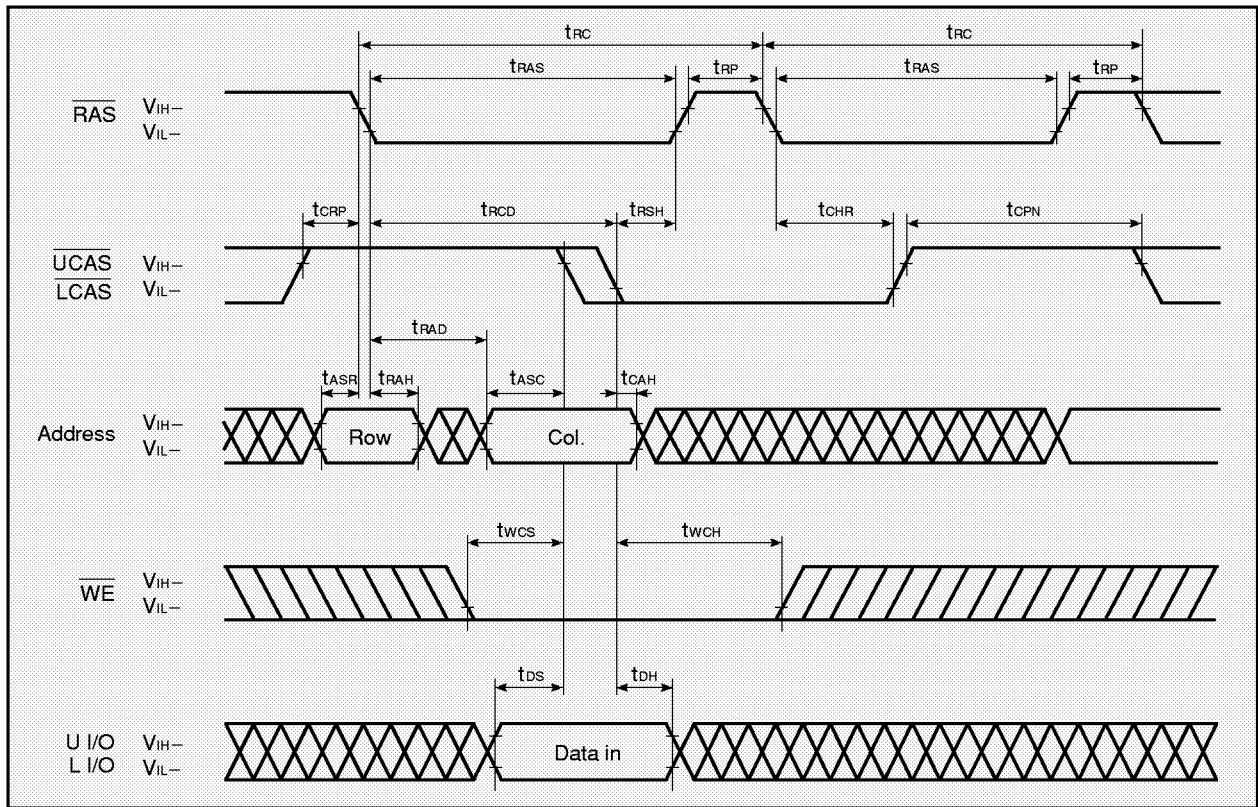 tRC tRC
tRAS tRP tRAS tRP
RAS VIH–
VIL–
tCRP tRCD tRSH tCHR tCPN
UCAS VIH–
LCAS VIL–
tRAD
tASR tRAH tASC tCAH
Address VIH–
VIL–
Row Col.
tWCS tWCH
WE VIH–
VIL–
tDS tDH
U I/O VIH–
L I/O VIL–
Data in